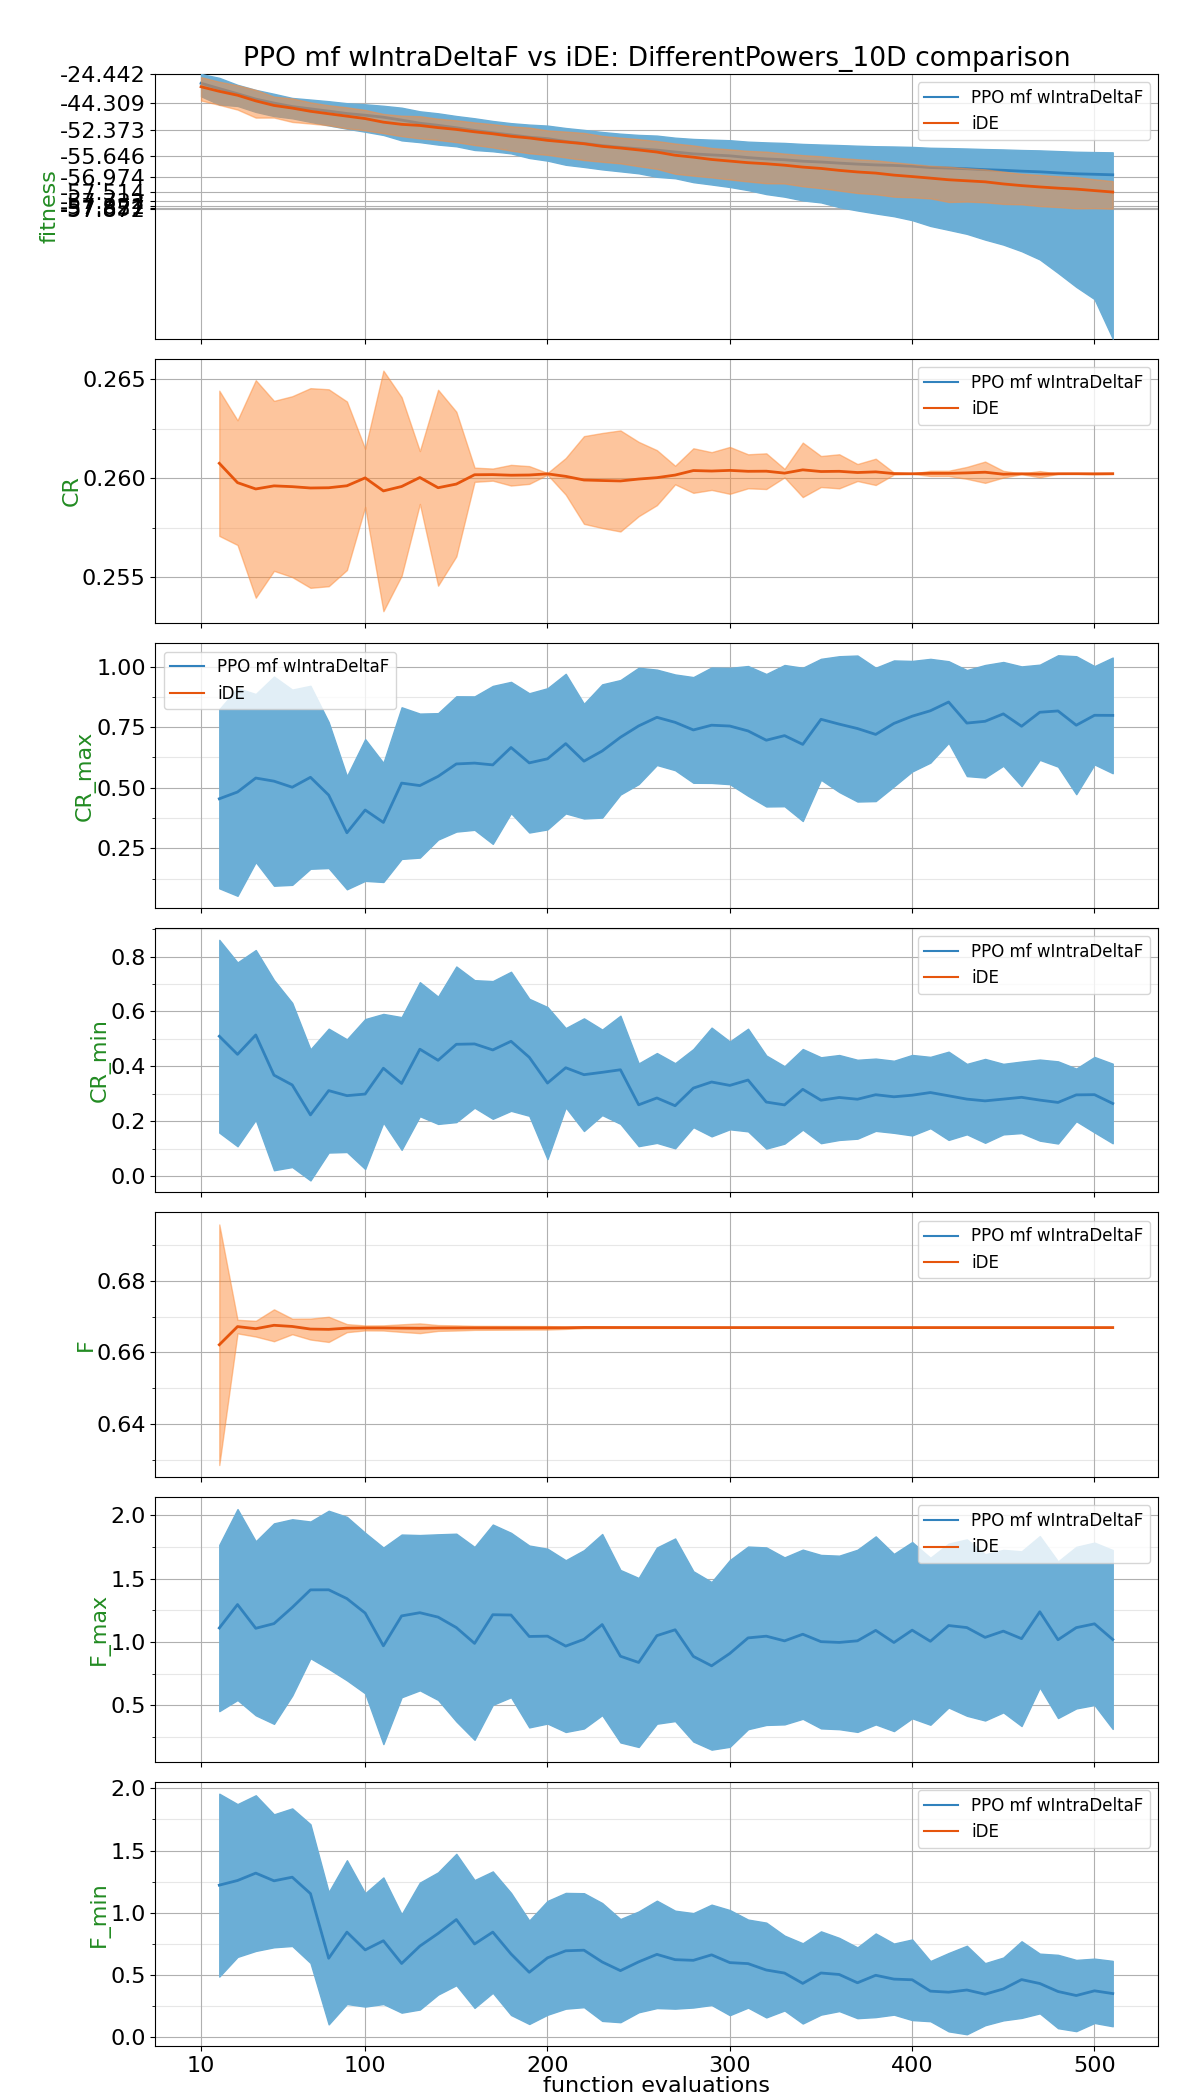 PPO mf wIntraDeltaF vs iDE: DifferentPowers_10D comparison
-24.442
-44.309
-52.373
-55.646
-56.974
-57.514
fitness
PPO mf wIntraDeltaF
iDE
0.265
0.260
0.255
CR
PPO mf wIntraDeltaF
iDE
1.00
0.75
0.50
0.25
CR_max
PPO mf wIntraDeltaF
iDE
0.8
0.6
0.4
0.2
0.0
CR_min
PPO mf wIntraDeltaF
iDE
0.68
0.66
0.64
F
PPO mf wIntraDeltaF
iDE
2.0
1.5
1.0
0.5
F_max
PPO mf wIntraDeltaF
iDE
2.0
1.5
1.0
0.5
0.0
F_min
PPO mf wIntraDeltaF
iDE
10 100 200 300 400 500
function evaluations